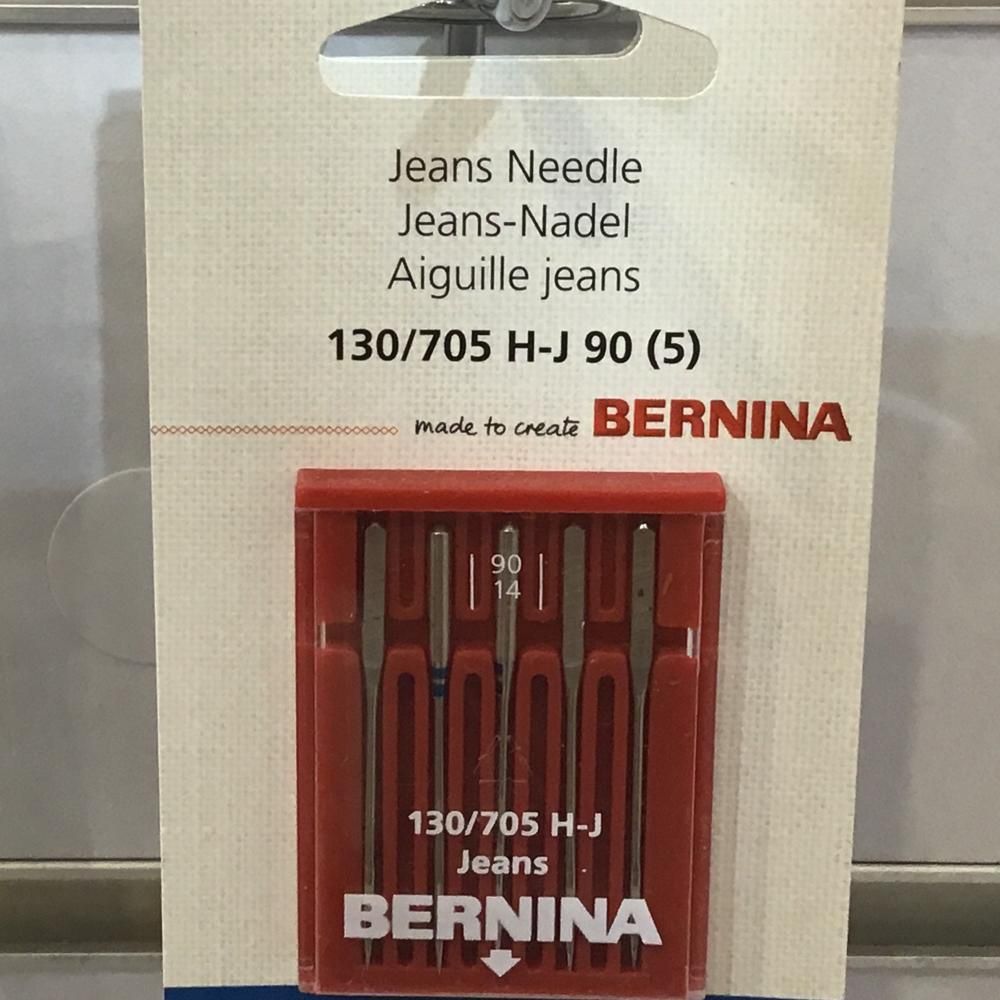 Jeans Needle
Jeans-Nadel
Aiguille jeans
130/705 H-J 90 (5)
made to create BERNINA
90
14
130/705 H-J
Jeans
BERNINA